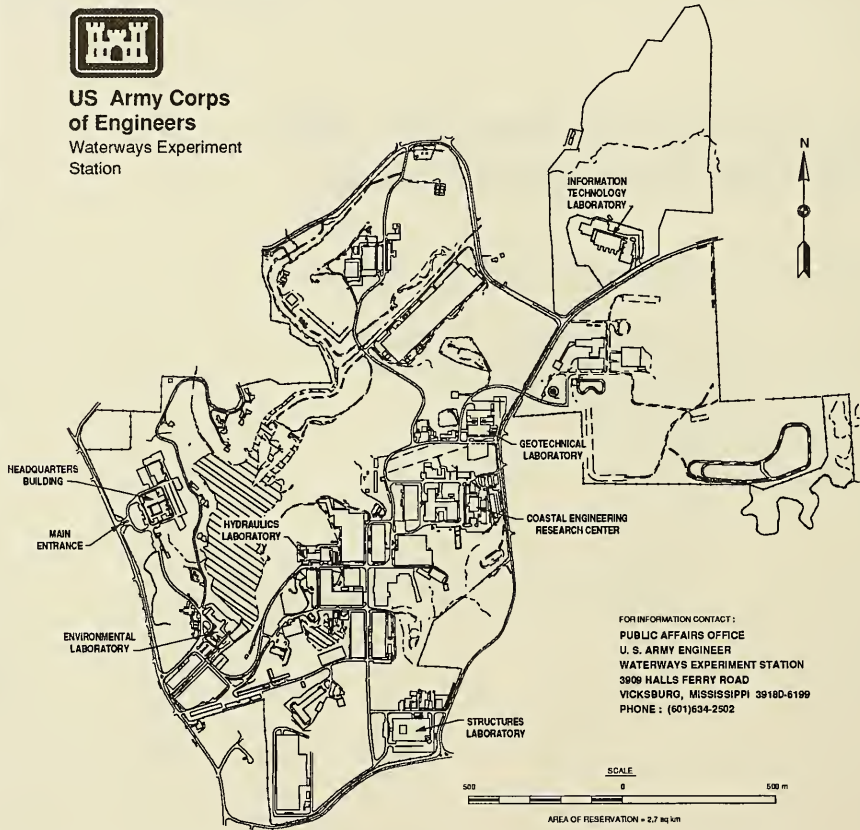 US Army Corps
of Engineers
Waterways Experiment
Station
N
INFORMATION
TECHNOLOGY
LABORATORY
GEOTECHNICAL
LABORATORY
HEADQUARTERS
BUILDING
HYDRAULICS
LABORATORY
COASTAL ENGINEERING
RESEARCH CENTER
MAIN
ENTRANCE
ENVIRONMENTAL
LABORATORY
STRUCTURES
LABORATORY
FOR INFORMATION CONTACT :
PUBLIC AFFAIRS OFFICE
U. S. ARMY ENGINEER
WATERWAYS EXPERIMENT STATION
3909 HALLS FERRY ROAD
VICKSBURG, MISSISSIPPI 3918D-6199
PHONE : (601)634-2502
SCALE
500 0 500 m
AREA OF RESERVATION = 2.7 sq km